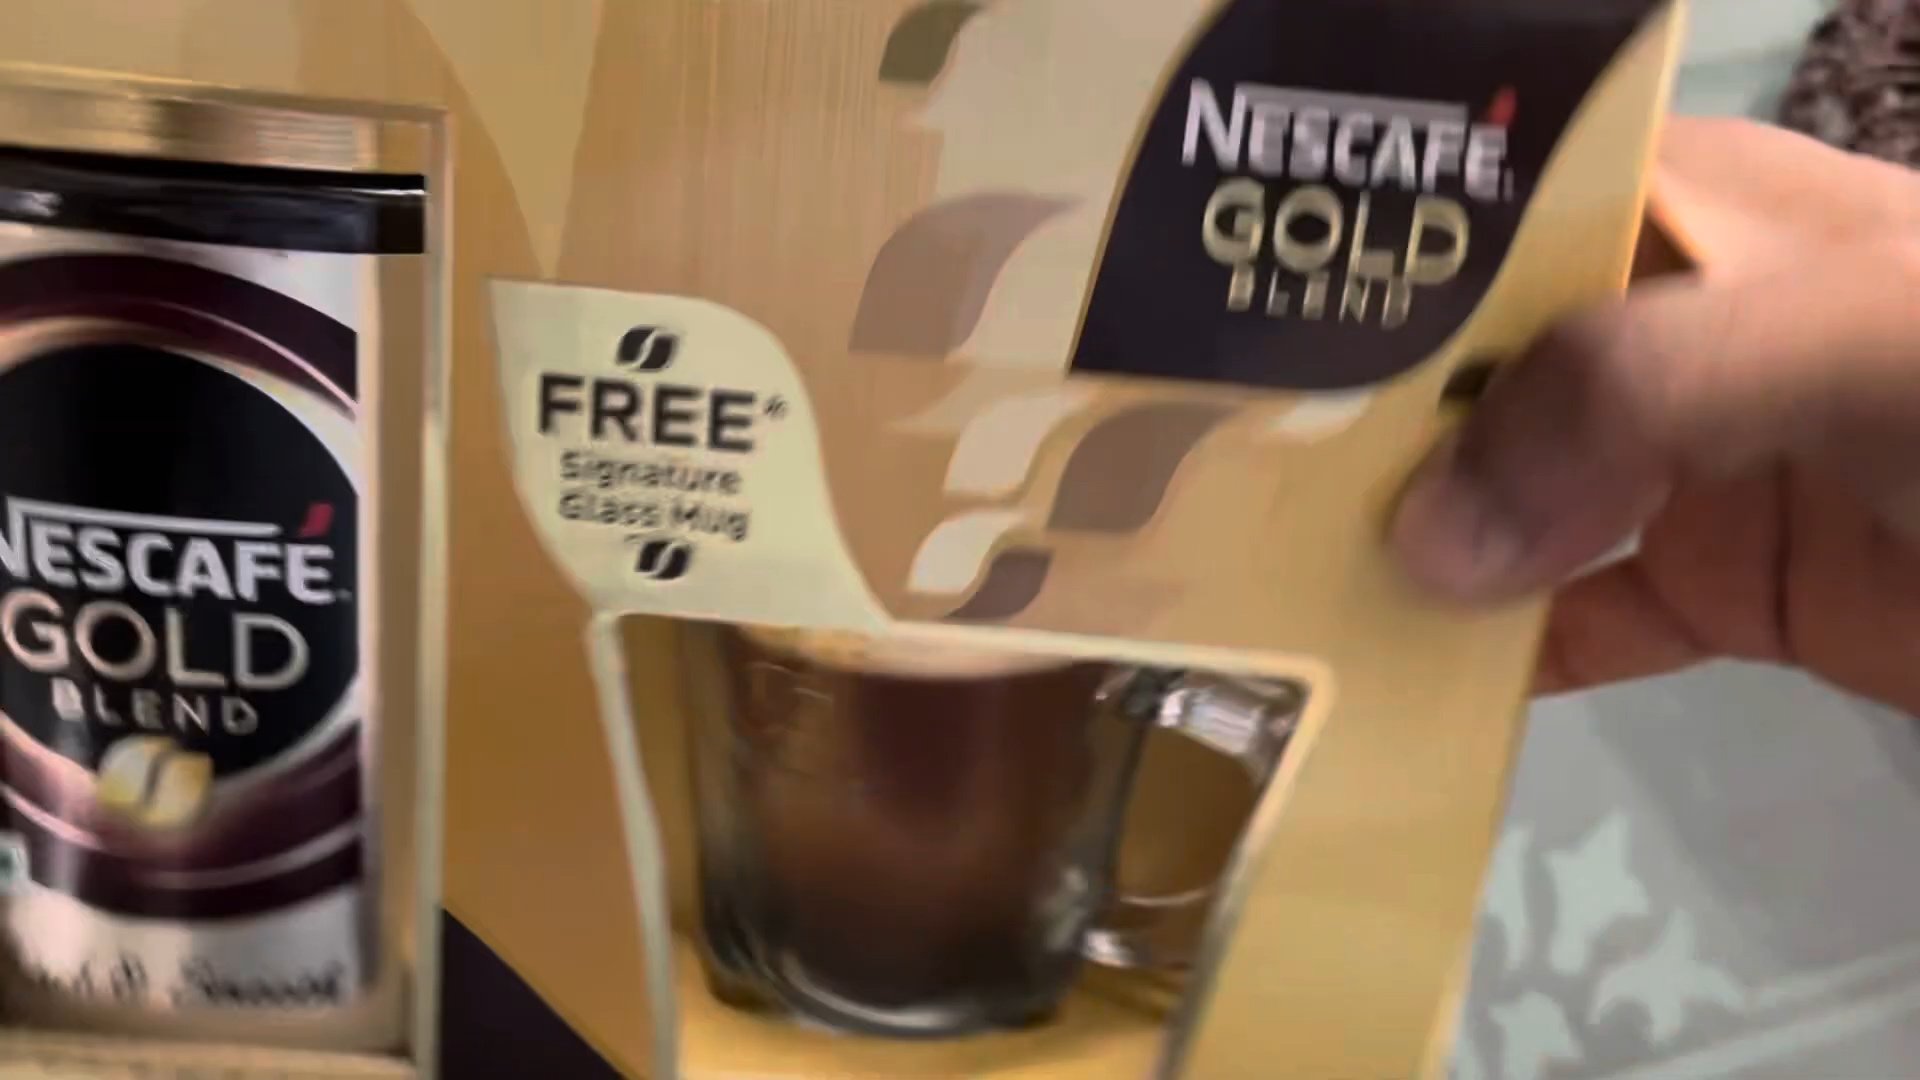 NESCAFÉ
GOLD
BLEND
FREE*
Signature
Glass Mug
NESCAFÉ
GOLD
BLEND